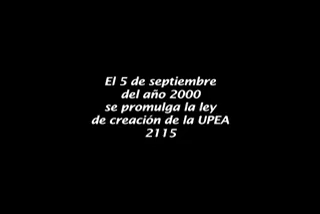 El 5 de septiembre
del año 2000
se promulga la ley
de creación de la UPEA
2115